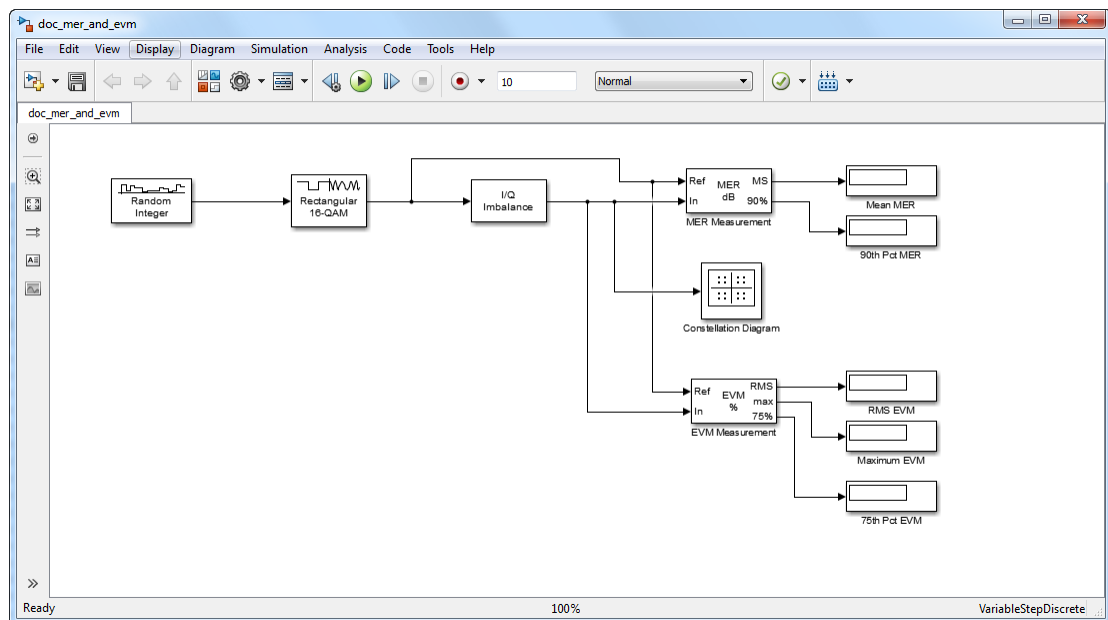 doc_mer_and_evm
File Edit View Display Diagram Simulation Analysis Code Tools Help
10 Normal
doc_mer_and_evm
Random
Integer
Rectangular
16-QAM
I/Q
Imbalance
Ref MER MS
In dB 90%
MER Measurement
Mean MER
90th Pct MER
Constellation Diagram
Ref EVM RMS
In % max
75%
EVM Measurement
RMS EVM
Maximum EVM
75th Pct EVM
Ready 100% VariableStepDiscrete